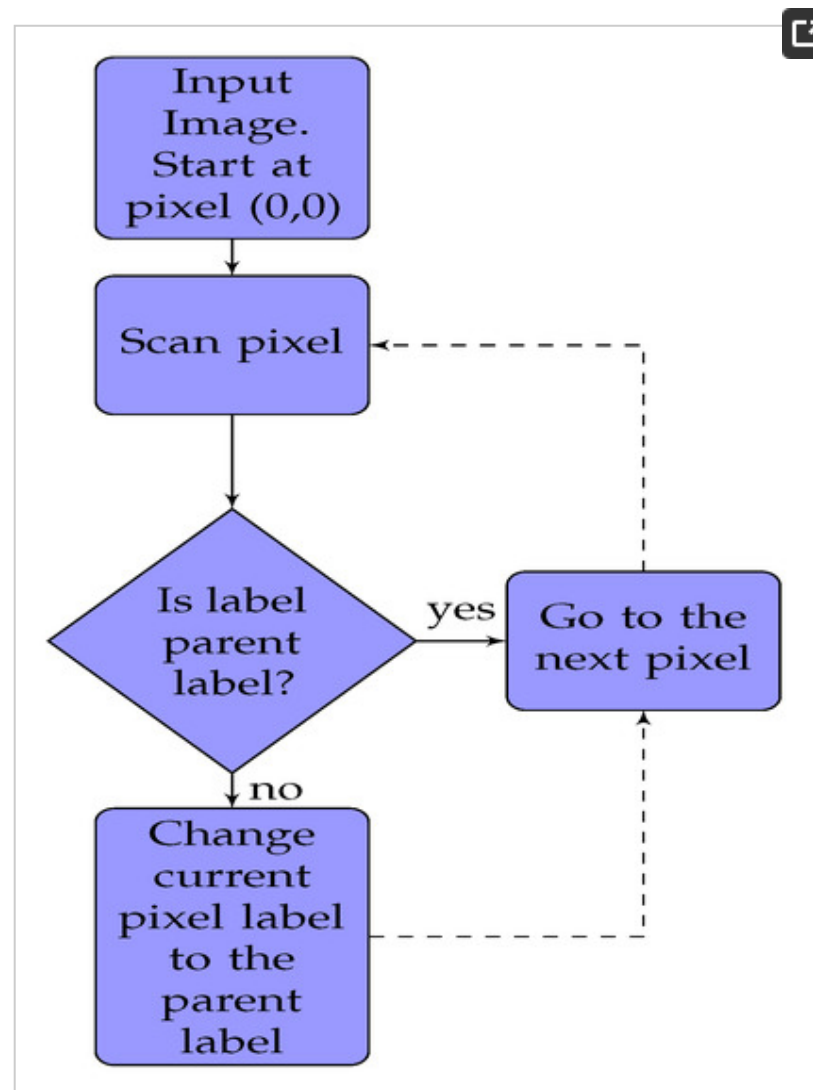 Input
Image.
Start at
pixel (0,0)
Scan pixel
Is label
parent
label?
yes
Go to the
next pixel
no
Change
current
pixel label
to the
parent
label